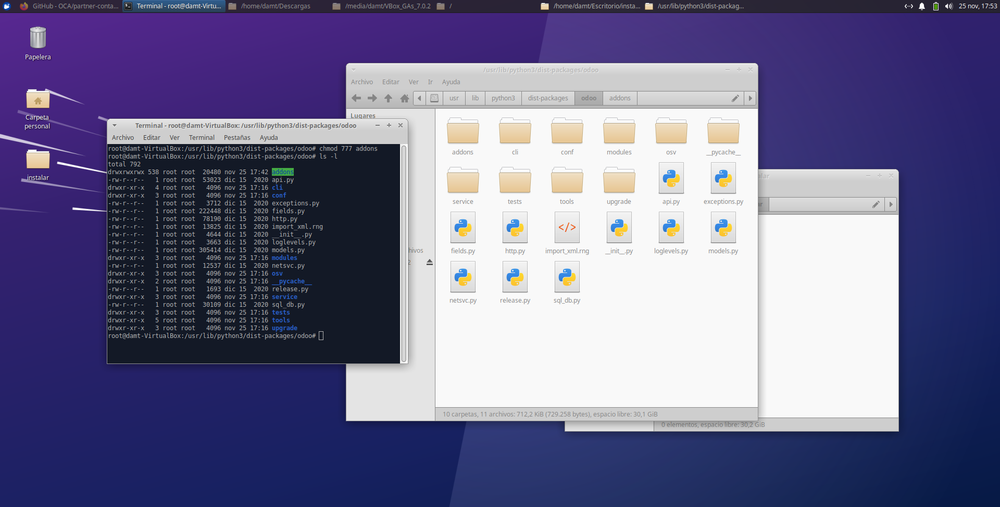 GitHub - OCA/partner-conta...
Terminal - root@damt-Virtu...
/home/damt/Descargas
/media/damt/VBox_GAs_7.0.2
/
/home/damt/Escritorio/insta...
/usr/lib/python3/dist-packag...
25 nov, 17:53
Papelera
Carpeta
personal
instalar
/usr/lib/python3/dist-packages/odoo
Archivo Editar Ver Ir Ayuda
usr lib python3 dist-packages odoo addons
Lugares
hivos
2
addons cli conf modules osv __pycache__
service tests tools upgrade api.py exceptions.py
fields.py http.py import_xml.rng __init__.py loglevels.py models.py
netsvc.py release.py sql_db.py
10 carpetas, 11 archivos: 712,2 KiB (729.258 bytes), espacio libre: 30,1 GiB
Terminal - root@damt-VirtualBox: /usr/lib/python3/dist-packages/odoo
Archivo Editar Ver Terminal Pestañas Ayuda
root@damt-VirtualBox:/usr/lib/python3/dist-packages/odoo# chmod 777 addons
root@damt-VirtualBox:/usr/lib/python3/dist-packages/odoo# ls -l
total 792
drwxrwxrwx 538 root root  20480 nov 25 17:42 addons
-rw-r--r--   1 root root  53023 dic 15  2020 api.py
drwxr-xr-x   4 root root   4096 nov 25 17:16 cli
drwxr-xr-x   3 root root   4096 nov 25 17:16 conf
-rw-r--r--   1 root root   3712 dic 15  2020 exceptions.py
-rw-r--r--   1 root root 222448 dic 15  2020 fields.py
-rw-r--r--   1 root root  78190 dic 15  2020 http.py
-rw-r--r--   1 root root  13825 dic 15  2020 import_xml.rng
-rw-r--r--   1 root root   4644 dic 15  2020 __init__.py
-rw-r--r--   1 root root   3663 dic 15  2020 loglevels.py
-rw-r--r--   1 root root 305414 dic 15  2020 models.py
drwxr-xr-x   3 root root   4096 nov 25 17:16 modules
-rw-r--r--   1 root root  12537 dic 15  2020 netsvc.py
drwxr-xr-x   3 root root   4096 nov 25 17:16 osv
drwxr-xr-x   2 root root   4096 nov 25 17:16 __pycache__
-rw-r--r--   1 root root   1693 dic 15  2020 release.py
drwxr-xr-x   3 root root   4096 nov 25 17:16 service
-rw-r--r--   1 root root  30109 dic 15  2020 sql_db.py
drwxr-xr-x   3 root root   4096 nov 25 17:16 tests
drwxr-xr-x   5 root root   4096 nov 25 17:16 tools
drwxr-xr-x   3 root root   4096 nov 25 17:16 upgrade
root@damt-VirtualBox:/usr/lib/python3/dist-packages/odoo#
alar
ar
0 elementos, espacio libre: 30,2 GiB